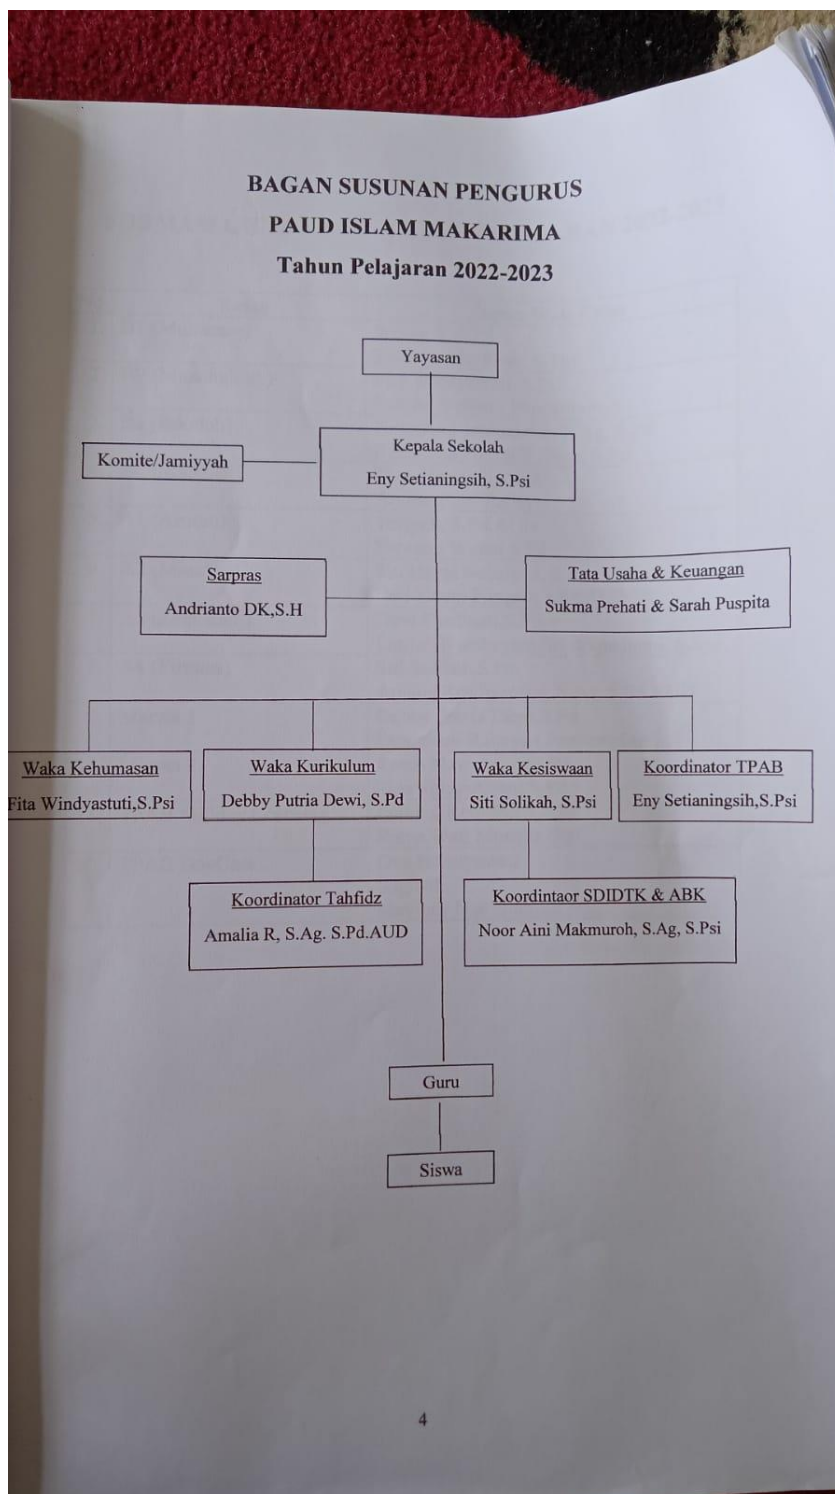 BAGAN SUSUNAN PENGURUS
PAUD ISLAM MAKARIMA
Tahun Pelajaran 2022-2023
Yayasan
Komite/Jamiyyah
Kepala Sekolah
Eny Setianingsih, S.Psi
Sarpras
Andrianto DK,S.H
Tata Usaha & Keuangan
Sukma Prehati & Sarah Puspita
Waka Kehumasan
Fita Windyastuti,S.Psi
Waka Kurikulum
Debby Putria Dewi, S.Pd
Waka Kesiswaan
Siti Solikah, S.Psi
Koordinator TPAB
Eny Setianingsih,S.Psi
Koordinator Tahfidz
Amalia R, S.Ag. S.Pd.AUD
Koordintaor SDIDTK & ABK
Noor Aini Makmuroh, S.Ag, S.Psi
Guru
Siswa
4